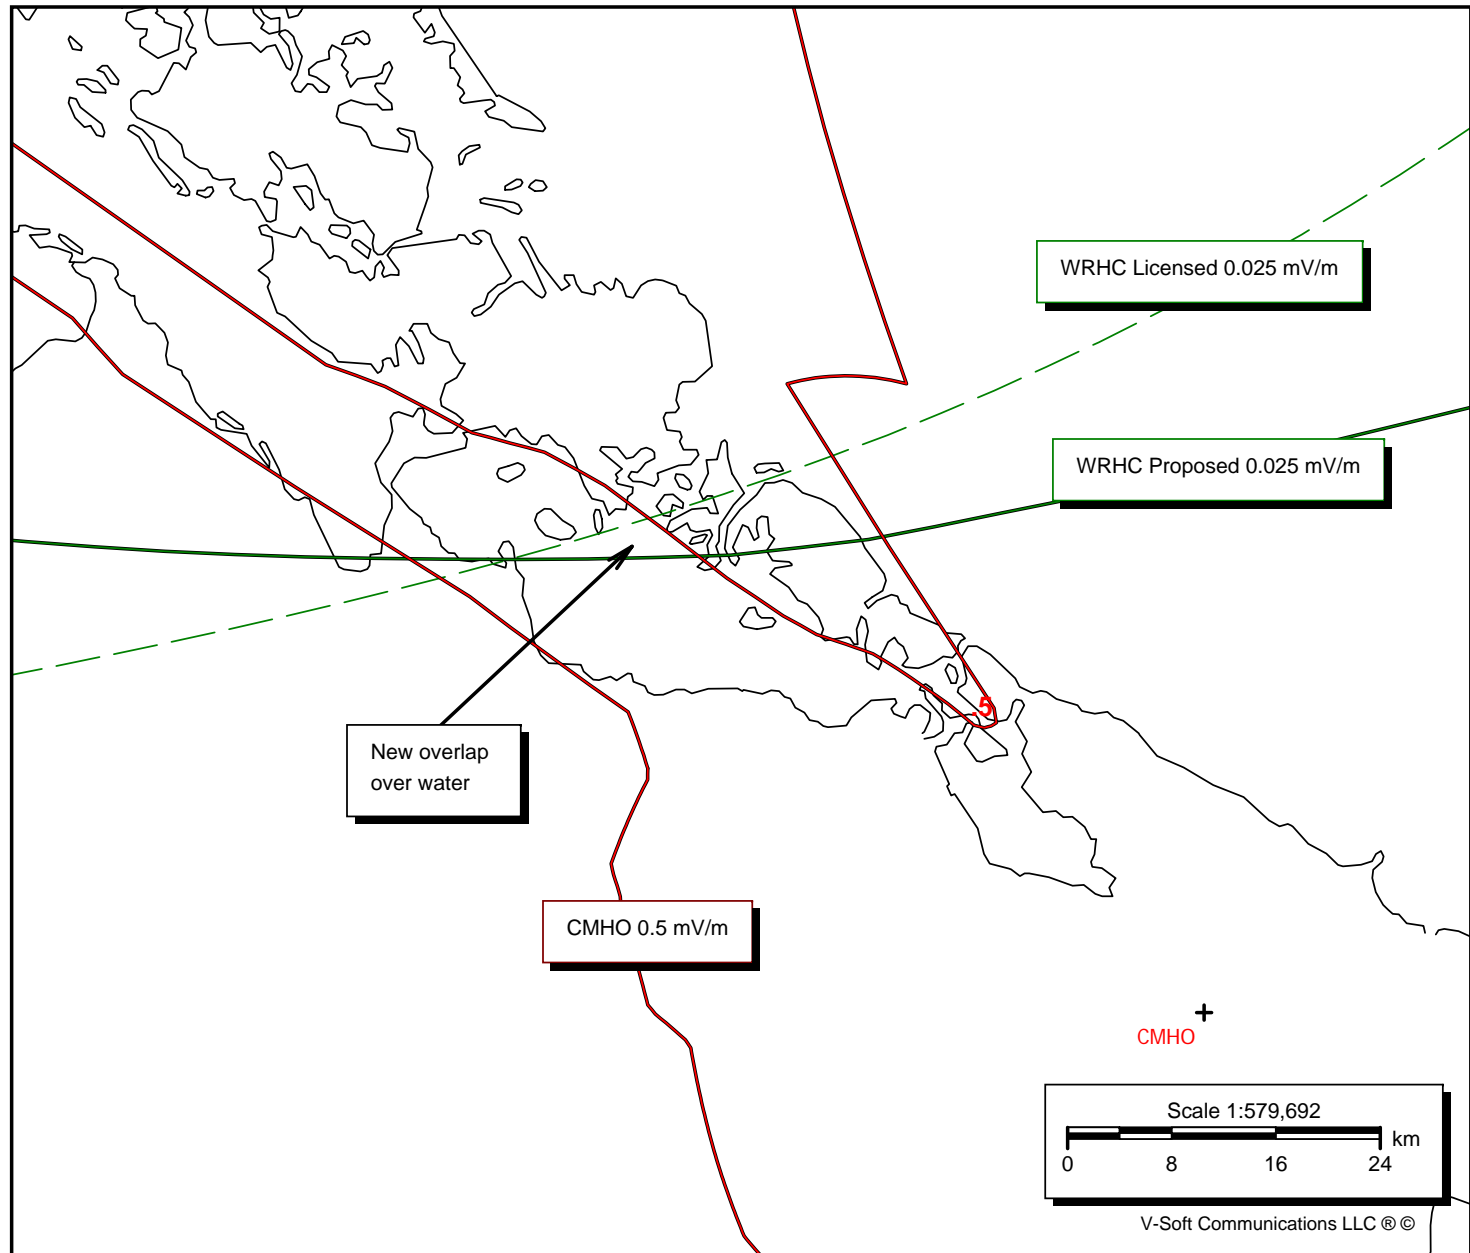 WRHC Licensed 0.025 mV/m
WRHC Proposed 0.025 mV/m
.5
New overlap
over water
CMHO 0.5 mV/m
CMHO
Scale 1:579,692
km
0 8 16 24
V-Soft Communications LLC ® ©